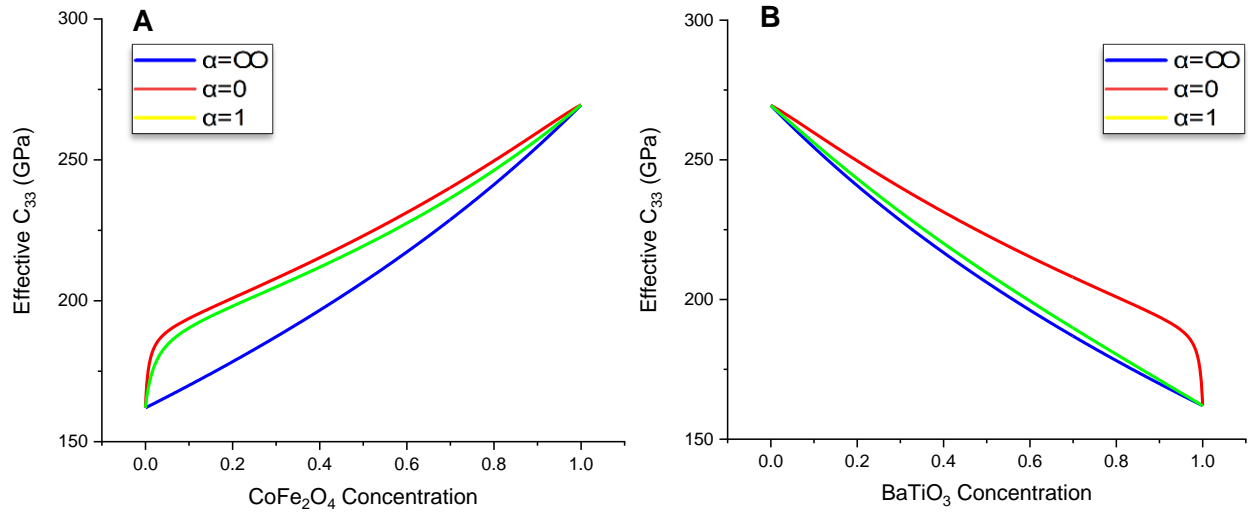 A
α=∞
α=0
α=1
300
250
200
150
Effective C₃₃ (GPa)
0.0 0.2 0.4 0.6 0.8 1.0
CoFe₂O₄ Concentration
B
α=∞
α=0
α=1
300
250
200
150
Effective C₃₃ (GPa)
0.0 0.2 0.4 0.6 0.8 1.0
BaTiO₃ Concentration